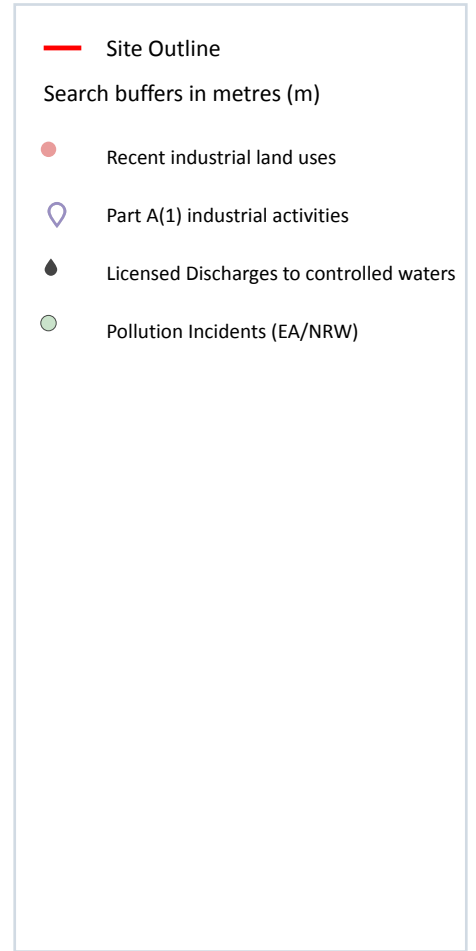 Site Outline
Search buffers in metres (m)
Recent industrial land uses
Part A(1) industrial activities
Licensed Discharges to controlled waters
Pollution Incidents (EA/NRW)